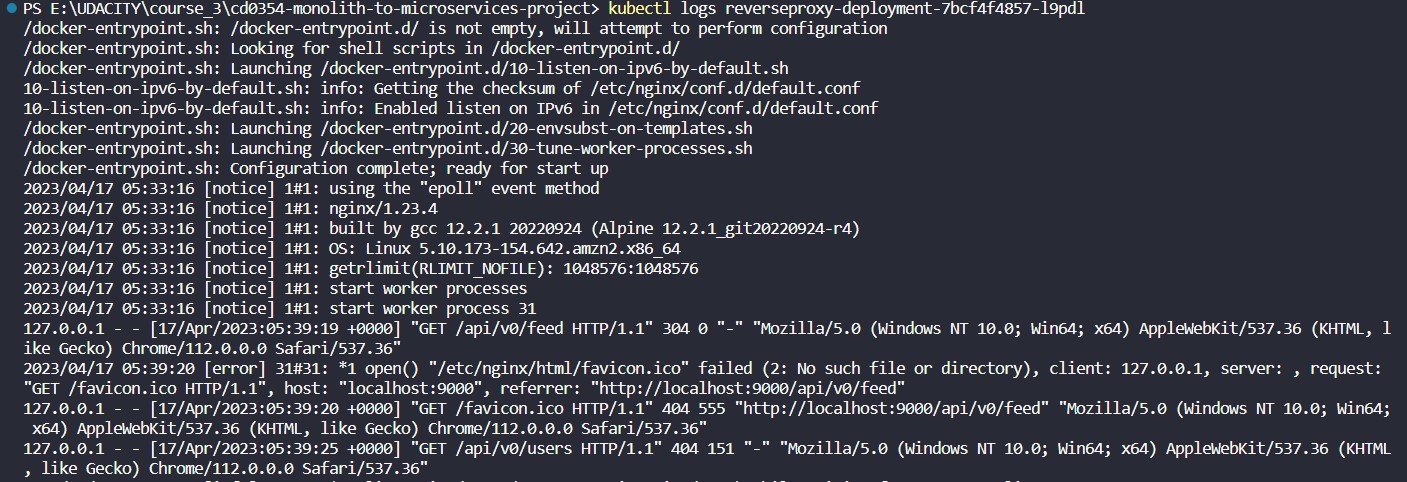 PS E:\UDACITY\course_3\cd0354-monolith-to-microservices-project> kubectl logs reverseproxy-deployment-7bcf4f4857-l9pdl
/docker-entrypoint.sh: /docker-entrypoint.d/ is not empty, will attempt to perform configuration
/docker-entrypoint.sh: Looking for shell scripts in /docker-entrypoint.d/
/docker-entrypoint.sh: Launching /docker-entrypoint.d/10-listen-on-ipv6-by-default.sh
10-listen-on-ipv6-by-default.sh: info: Getting the checksum of /etc/nginx/conf.d/default.conf
10-listen-on-ipv6-by-default.sh: info: Enabled listen on IPv6 in /etc/nginx/conf.d/default.conf
/docker-entrypoint.sh: Launching /docker-entrypoint.d/20-envsubst-on-templates.sh
/docker-entrypoint.sh: Launching /docker-entrypoint.d/30-tune-worker-processes.sh
/docker-entrypoint.sh: Configuration complete; ready for start up
2023/04/17 05:33:16 [notice] 1#1: using the "epoll" event method
2023/04/17 05:33:16 [notice] 1#1: nginx/1.23.4
2023/04/17 05:33:16 [notice] 1#1: built by gcc 12.2.1 20220924 (Alpine 12.2.1_git20220924-r4)
2023/04/17 05:33:16 [notice] 1#1: OS: Linux 5.10.173-154.642.amzn2.x86_64
2023/04/17 05:33:16 [notice] 1#1: getrlimit(RLIMIT_NOFILE): 1048576:1048576
2023/04/17 05:33:16 [notice] 1#1: start worker processes
2023/04/17 05:33:16 [notice] 1#1: start worker process 31
127.0.0.1 - - [17/Apr/2023:05:39:19 +0000] "GET /api/v0/feed HTTP/1.1" 304 0 "-" "Mozilla/5.0 (Windows NT 10.0; Win64; x64) AppleWebKit/537.36 (KHTML, l
ike Gecko) Chrome/112.0.0.0 Safari/537.36"
2023/04/17 05:39:20 [error] 31#31: *1 open() "/etc/nginx/html/favicon.ico" failed (2: No such file or directory), client: 127.0.0.1, server: , request:
"GET /favicon.ico HTTP/1.1", host: "localhost:9000", referrer: "http://localhost:9000/api/v0/feed"
127.0.0.1 - - [17/Apr/2023:05:39:20 +0000] "GET /favicon.ico HTTP/1.1" 404 555 "http://localhost:9000/api/v0/feed" "Mozilla/5.0 (Windows NT 10.0; Win64;
 x64) AppleWebKit/537.36 (KHTML, like Gecko) Chrome/112.0.0.0 Safari/537.36"
127.0.0.1 - - [17/Apr/2023:05:39:25 +0000] "GET /api/v0/users HTTP/1.1" 404 151 "-" "Mozilla/5.0 (Windows NT 10.0; Win64; x64) AppleWebKit/537.36 (KHTML
, like Gecko) Chrome/112.0.0.0 Safari/537.36"